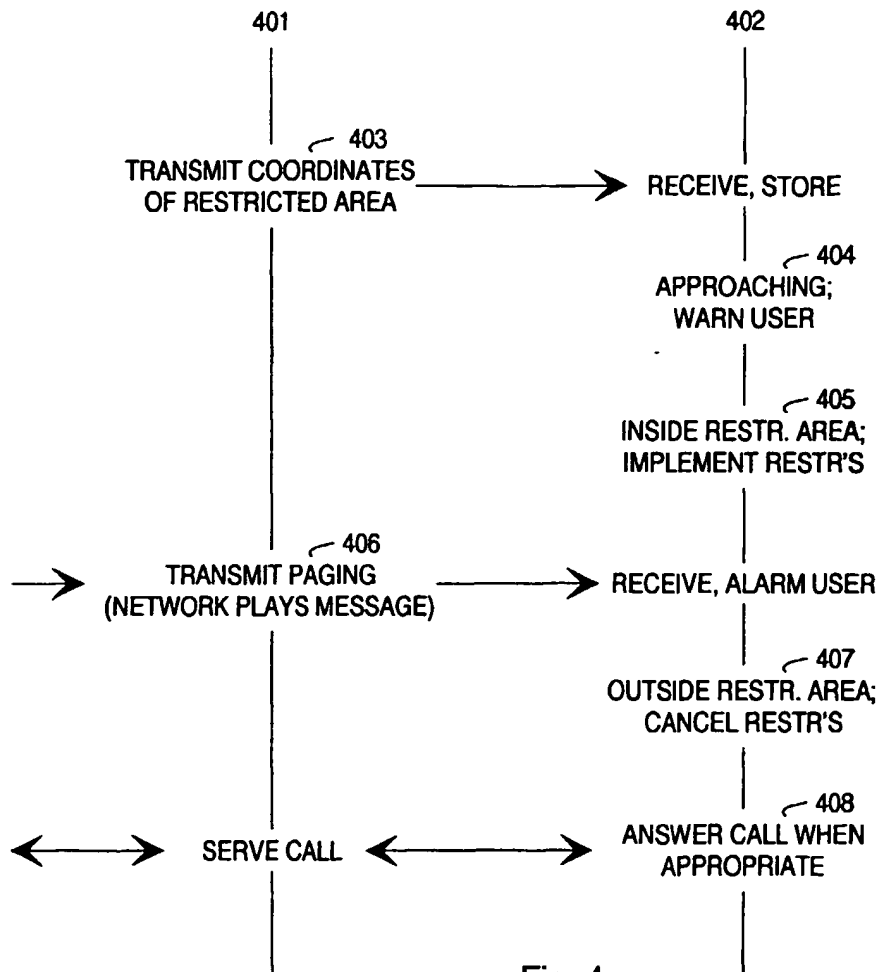 401
402
403
TRANSMIT COORDINATES
OF RESTRICTED AREA
RECEIVE, STORE
404
APPROACHING;
WARN USER
405
INSIDE RESTR. AREA;
IMPLEMENT RESTR'S
406
TRANSMIT PAGING
(NETWORK PLAYS MESSAGE)
RECEIVE, ALARM USER
407
OUTSIDE RESTR. AREA;
CANCEL RESTR'S
408
SERVE CALL
ANSWER CALL WHEN
APPROPRIATE